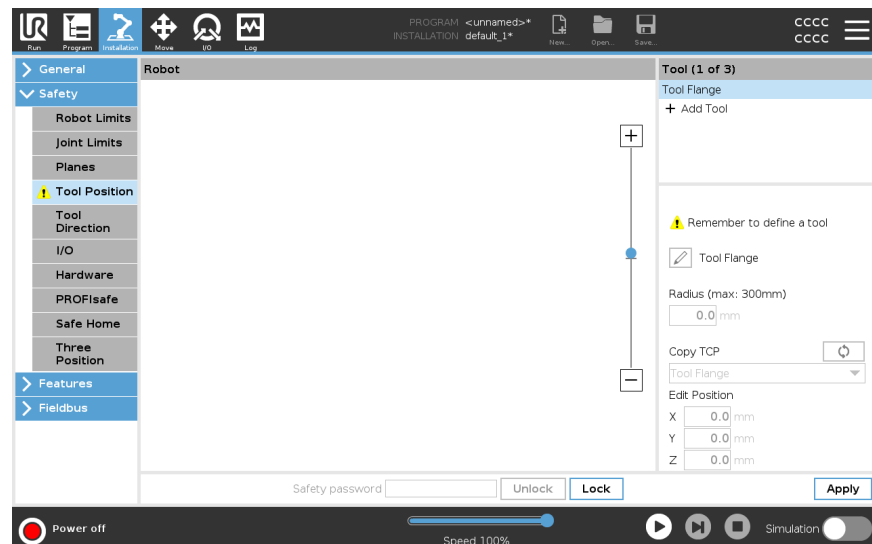 PROGRAM <unnamed>*
INSTALLATION default_1*
Run
Program
Installation
Move
I/O
Log
New...
Open...
Save...
cccc
cccc
General
Safety
Robot Limits
Joint Limits
Planes
Tool Position
Tool
Direction
I/O
Hardware
PROFIsafe
Safe Home
Three
Position
Features
Fieldbus
Robot
Tool (1 of 3)
Tool Flange
+ Add Tool
Remember to define a tool
Tool Flange
Radius (max: 300mm)
0.0 mm
Copy TCP
Tool Flange
Edit Position
X 0.0 mm
Y 0.0 mm
Z 0.0 mm
Safety password
Unlock
Lock
Apply
Power off
Speed 100%
Simulation